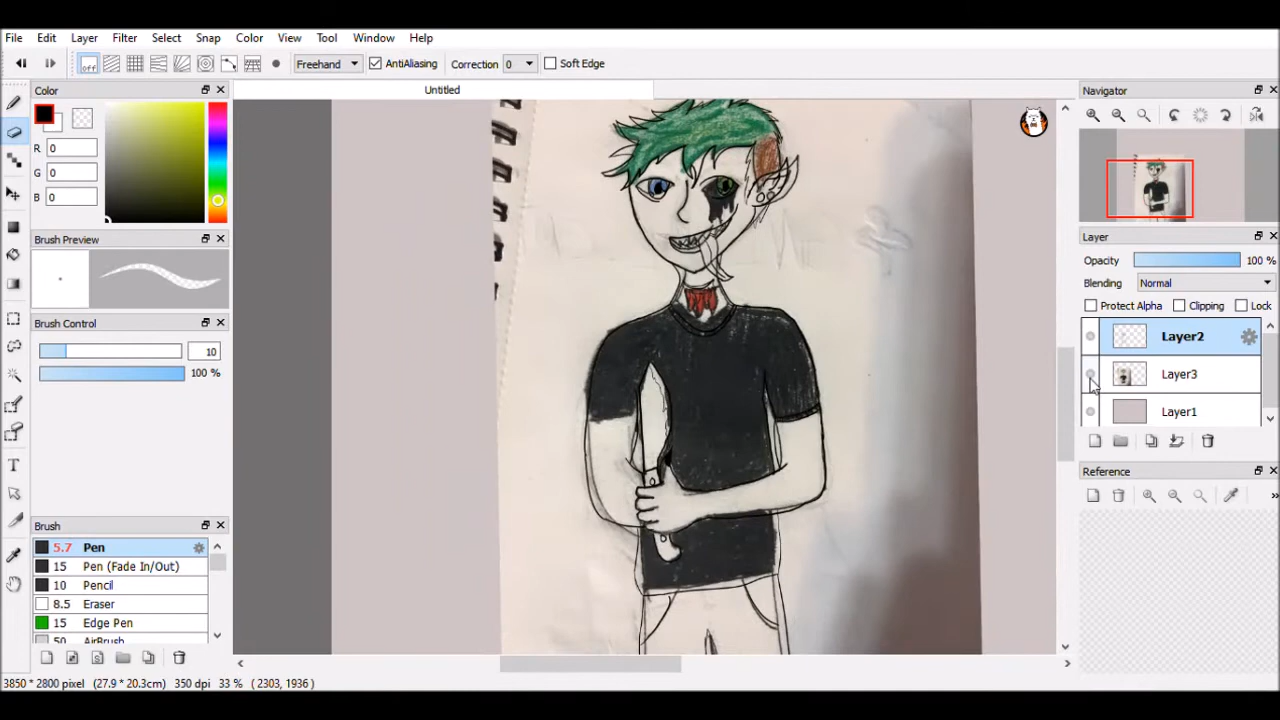 File Edit Layer Filter Select Snap Color View Tool Window Help
off Freehand AntiAliasing Correction 0 Soft Edge
Color
R 0
G 0
B 0
Brush Preview
Brush Control
10
100 %
Brush
5.7 Pen
15 Pen (Fade In/Out)
10 Pencil
8.5 Eraser
15 Edge Pen
50 AirBrush
Untitled
Navigator
Layer
Opacity 100 %
Blending Normal
Protect Alpha Clipping Lock
Layer2
Layer3
Layer1
Reference
3850 * 2800 pixel (27.9 * 20.3cm) 350 dpi 33 % ( 2303, 1936 )